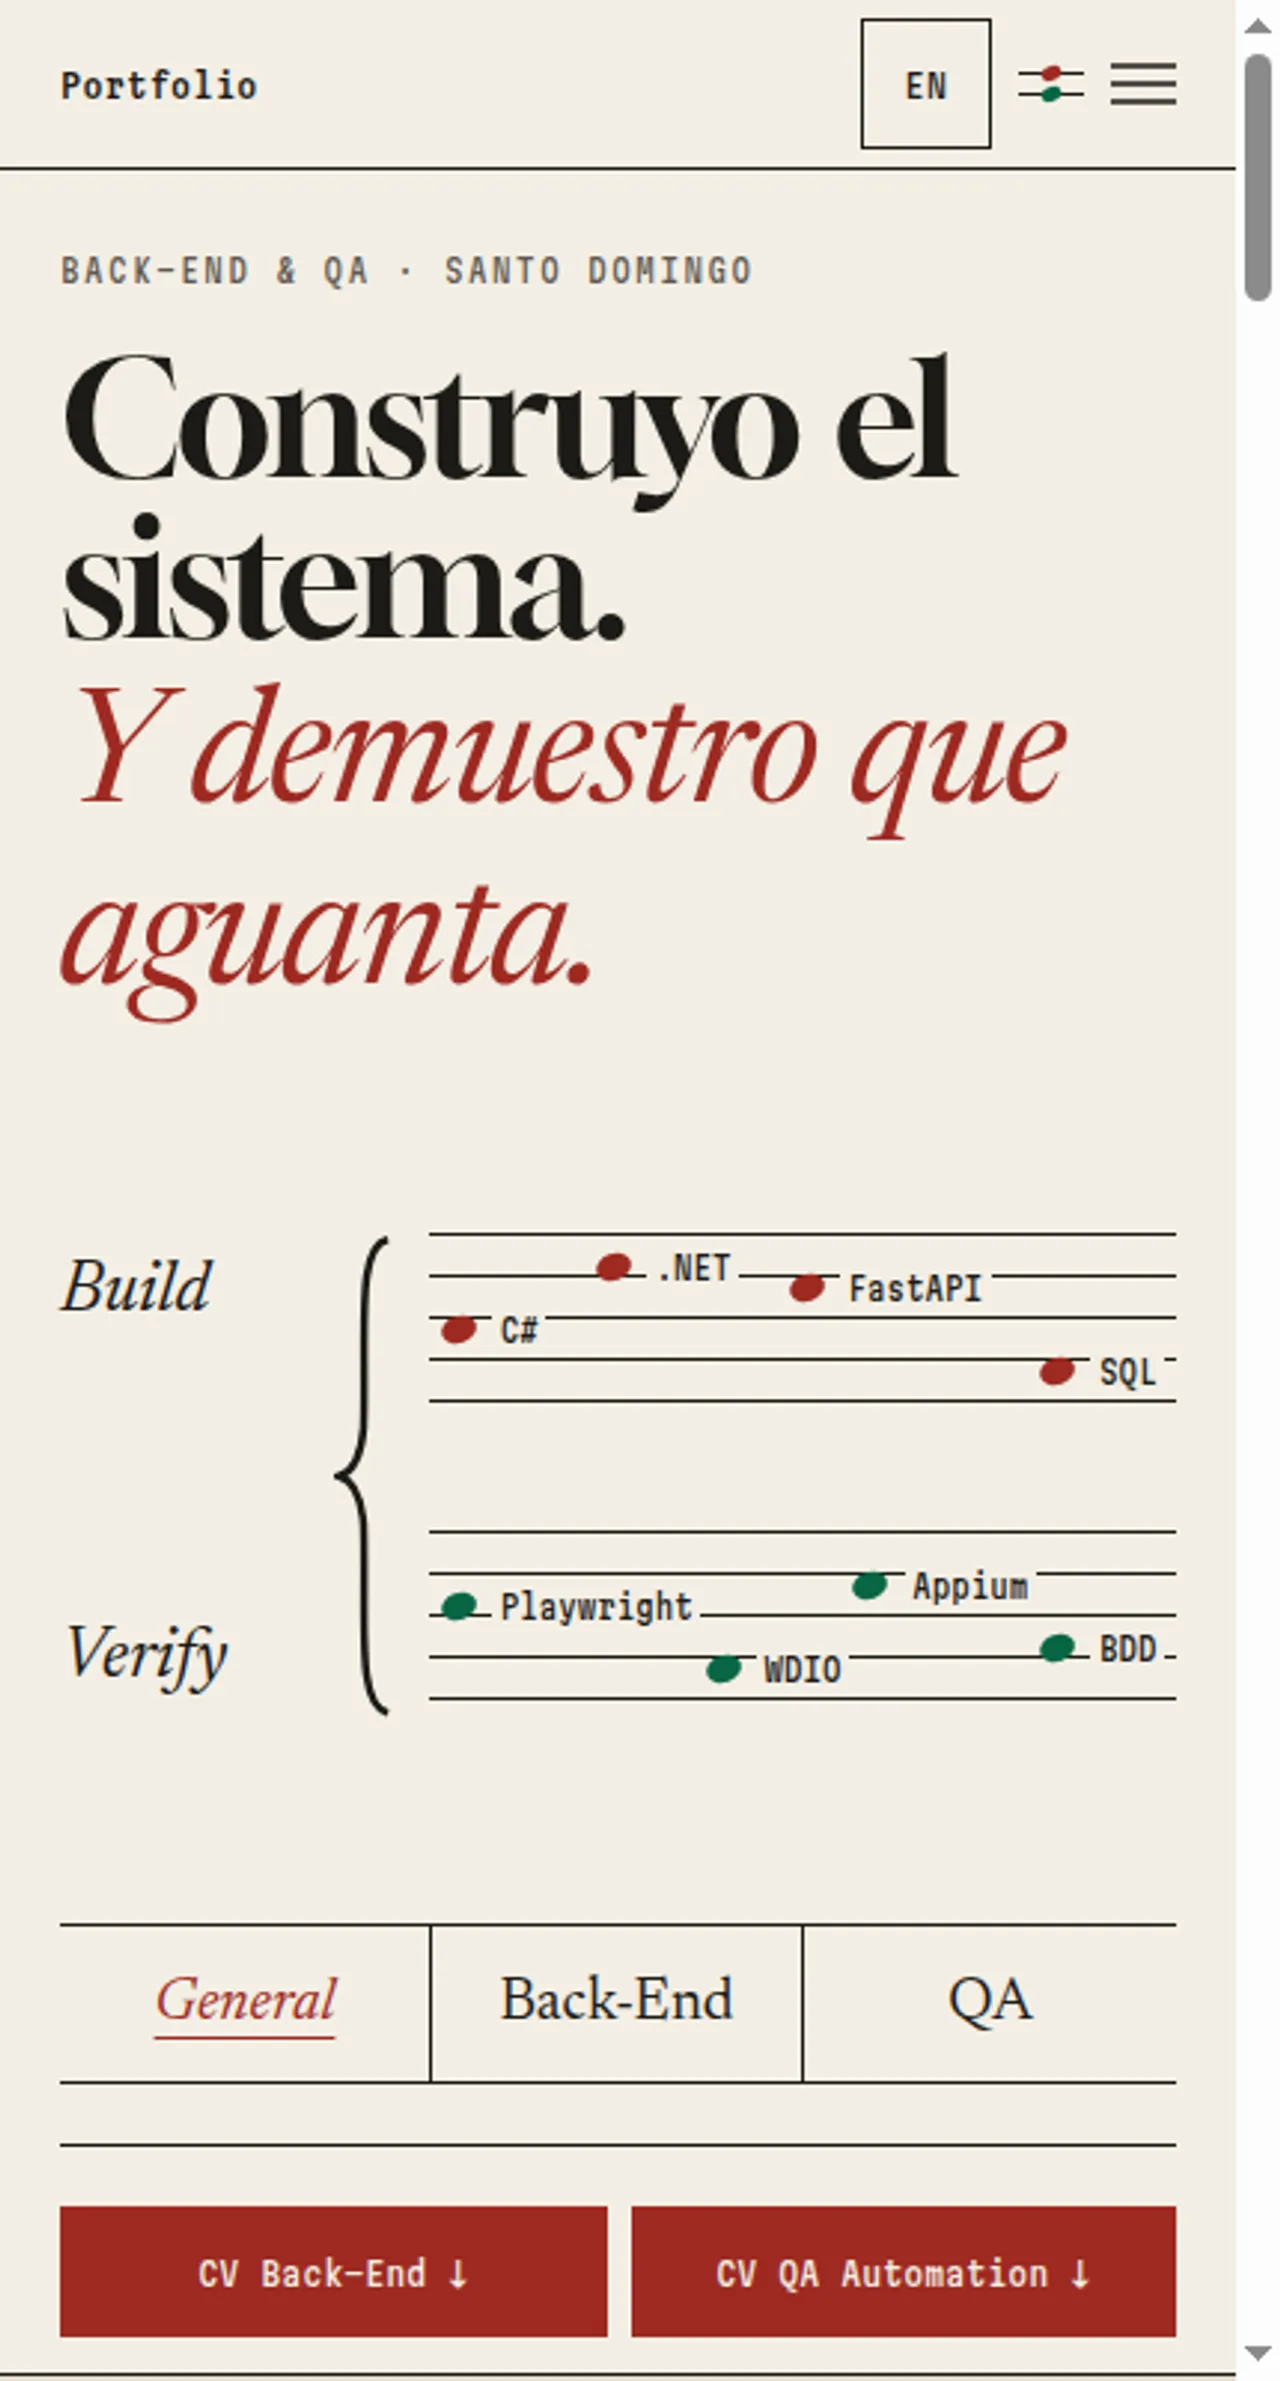 Portfolio
EN
BACK-END & QA · SANTO DOMINGO
Construyo el
sistema.
Y demuestro que
aguanta.
Build
.NET
FastAPI
C#
SQL
Verify
Appium
Playwright
BDD
WDIO
General
Back-End
QA
CV Back-End ↓
CV QA Automation ↓